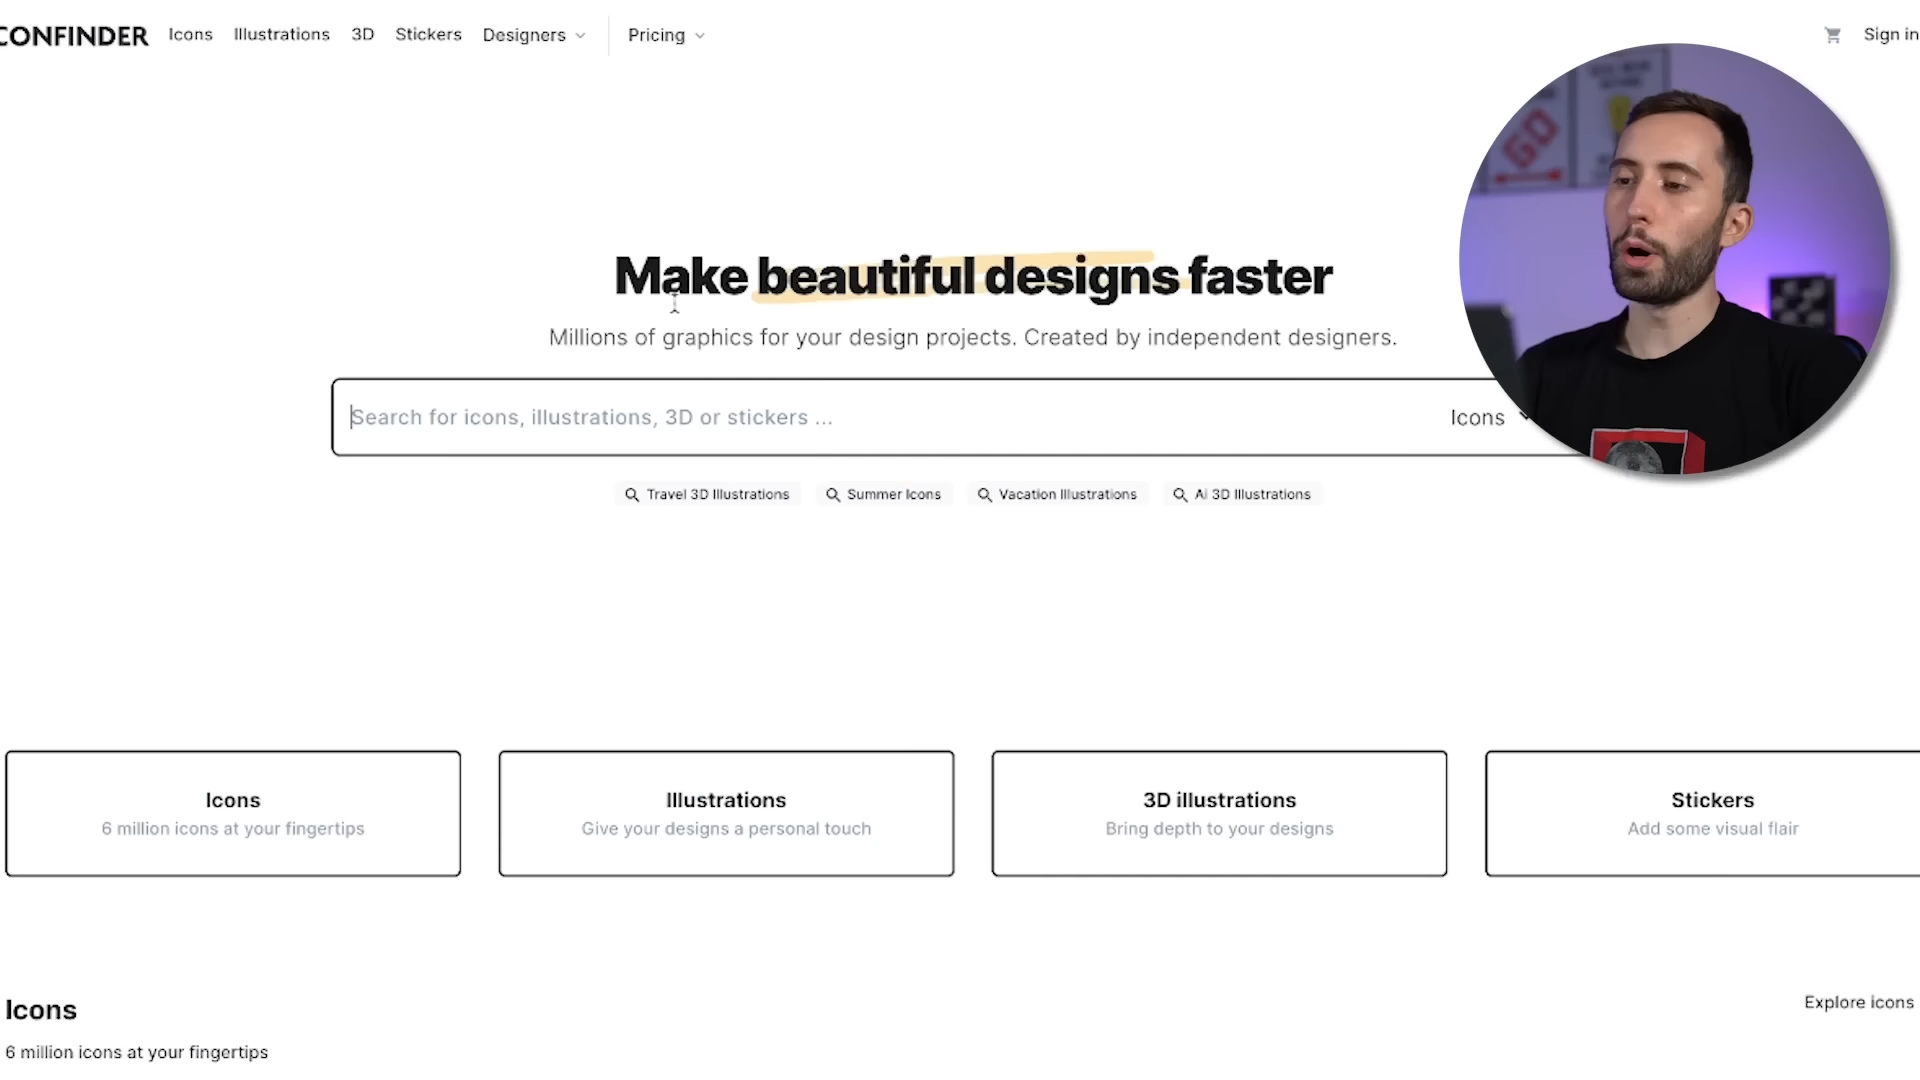 CONFINDER Icons Illustrations 3D Stickers Designers Pricing Sign in
Make beautiful designs faster
Millions of graphics for your design projects. Created by independent designers.
Search for icons, illustrations, 3D or stickers ... Icons
Travel 3D Illustrations Summer Icons Vacation Illustrations Ai 3D Illustrations
Icons Illustrations 3D illustrations Stickers
6 million icons at your fingertips Give your designs a personal touch Bring depth to your designs Add some visual flair
Icons Explore icons
6 million icons at your fingertips
GO